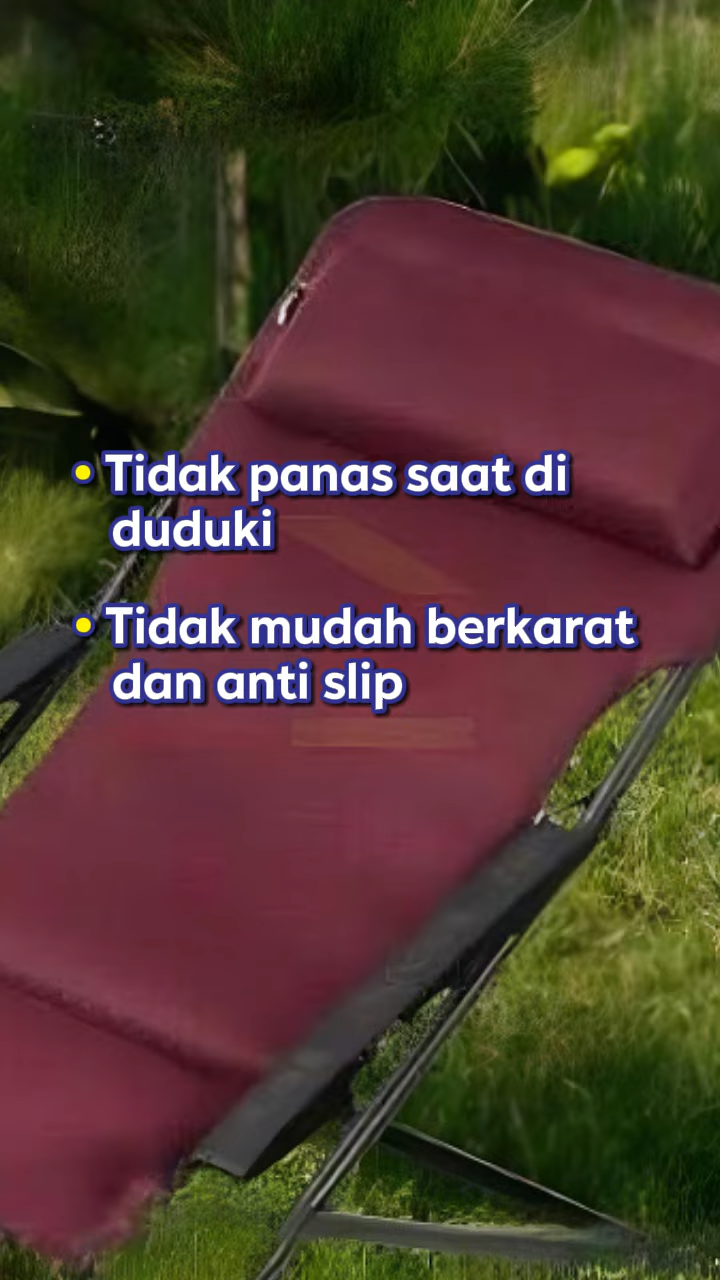 • Tidak panas saat di
duduki
• Tidak mudah berkarat
dan anti slip